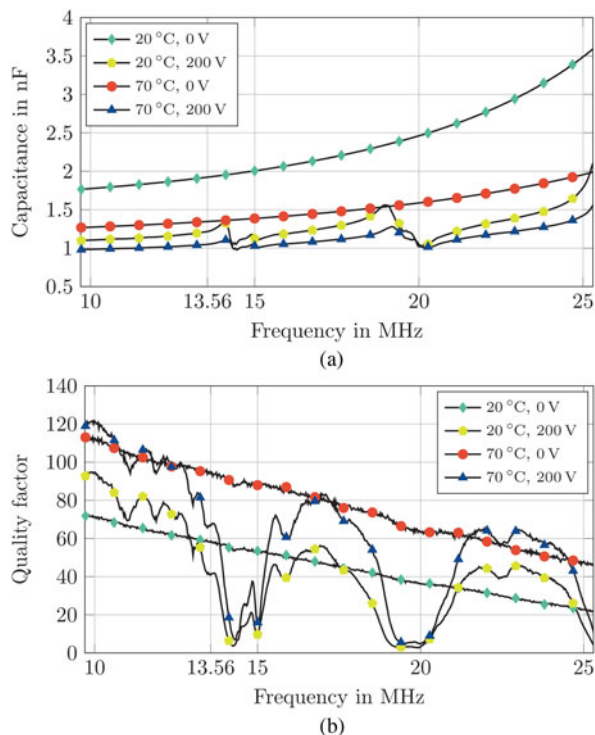 4
3.5
3
2.5
2
1.5
1
0.5
Capacitance in nF
20 °C, 0 V
20 °C, 200 V
70 °C, 0 V
70 °C, 200 V
10 13.56 15 20 25
Frequency in MHz
(a)
140
120
100
80
60
40
20
0
Quality factor
20 °C, 0 V
20 °C, 200 V
70 °C, 0 V
70 °C, 200 V
10 13.56 15 20 25
Frequency in MHz
(b)